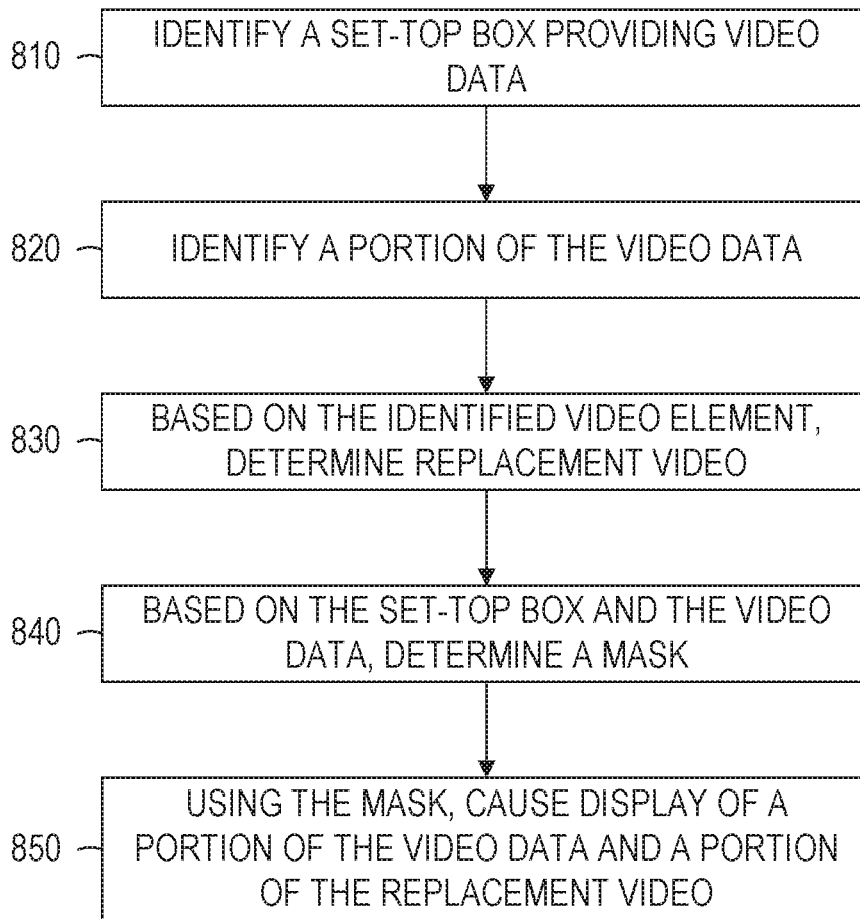 810
IDENTIFY A SET-TOP BOX PROVIDING VIDEO
DATA
820
IDENTIFY A PORTION OF THE VIDEO DATA
830
BASED ON THE IDENTIFIED VIDEO ELEMENT,
DETERMINE REPLACEMENT VIDEO
840
BASED ON THE SET-TOP BOX AND THE VIDEO
DATA, DETERMINE A MASK
850
USING THE MASK, CAUSE DISPLAY OF A
PORTION OF THE VIDEO DATA AND A PORTION
OF THE REPLACEMENT VIDEO